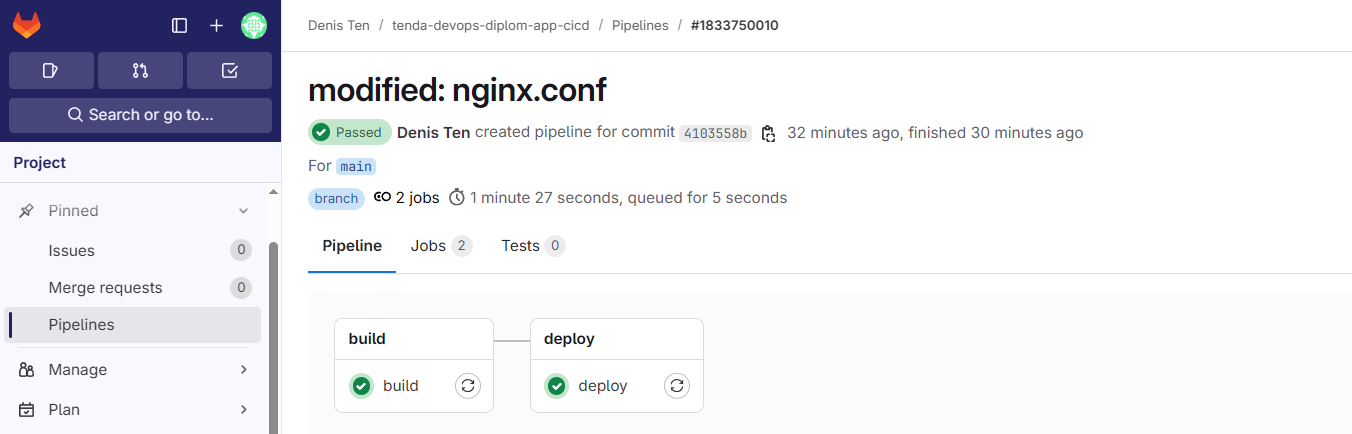 Search or go to...
Project
Pinned
Issues 0
Merge requests 0
Pipelines
Manage
Plan
Denis Ten / tenda-devops-diplom-app-cicd / Pipelines / #1833750010
modified: nginx.conf
Passed Denis Ten created pipeline for commit 4103558b 32 minutes ago, finished 30 minutes ago
For main
branch 2 jobs 1 minute 27 seconds, queued for 5 seconds
Pipeline Jobs 2 Tests 0
build
build
deploy
deploy